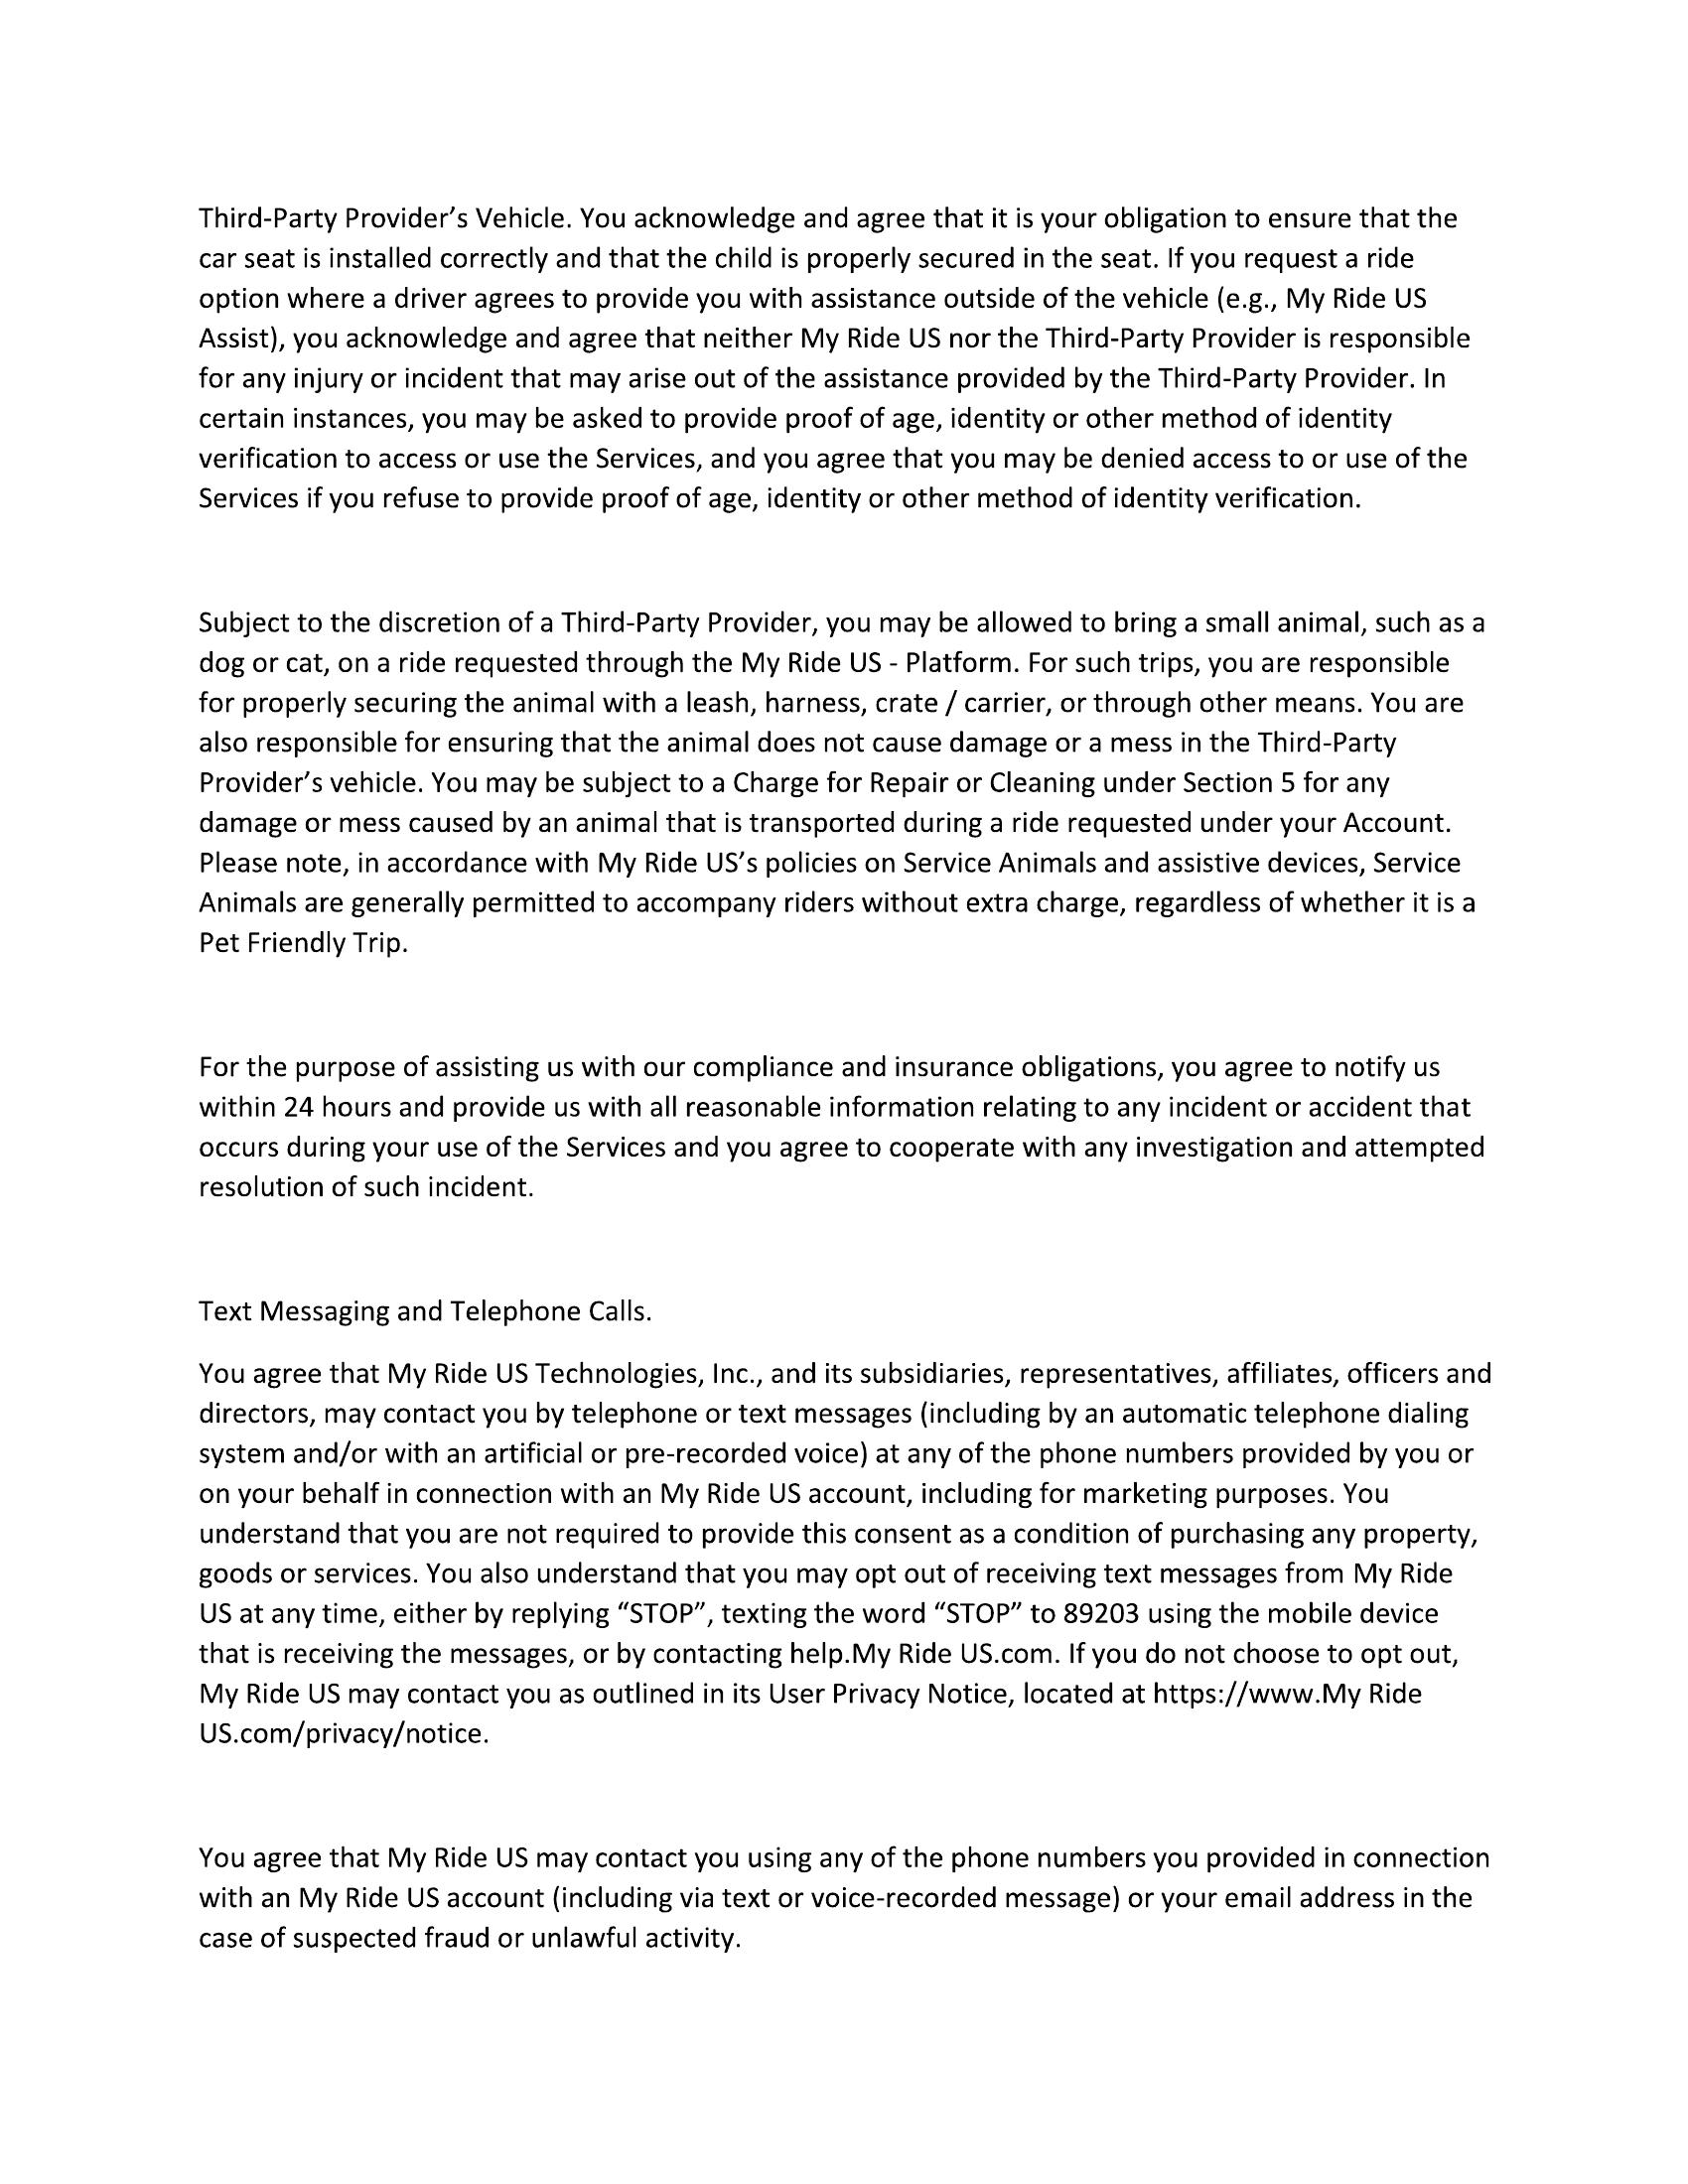 Third-Party Provider’s Vehicle. You acknowledge and agree that it is your obligation to ensure that the
car seat is installed correctly and that the child is properly secured in the seat. If you request a ride
option where a driver agrees to provide you with assistance outside of the vehicle (e.g., My Ride US
Assist), you acknowledge and agree that neither My Ride US nor the Third-Party Provider is responsible
for any injury or incident that may arise out of the assistance provided by the Third-Party Provider. In
certain instances, you may be asked to provide proof of age, identity or other method of identity
verification to access or use the Services, and you agree that you may be denied access to or use of the
Services if you refuse to provide proof of age, identity or other method of identity verification.
Subject to the discretion of a Third-Party Provider, you may be allowed to bring a small animal, such as a
dog or cat, on a ride requested through the My Ride US - Platform. For such trips, you are responsible
for properly securing the animal with a leash, harness, crate / carrier, or through other means. You are
also responsible for ensuring that the animal does not cause damage or a mess in the Third-Party
Provider’s vehicle. You may be subject to a Charge for Repair or Cleaning under Section 5 for any
damage or mess caused by an animal that is transported during a ride requested under your Account.
Please note, in accordance with My Ride US’s policies on Service Animals and assistive devices, Service
Animals are generally permitted to accompany riders without extra charge, regardless of whether it is a
Pet Friendly Trip.
For the purpose of assisting us with our compliance and insurance obligations, you agree to notify us
within 24 hours and provide us with all reasonable information relating to any incident or accident that
occurs during your use of the Services and you agree to cooperate with any investigation and attempted
resolution of such incident.
Text Messaging and Telephone Calls.
You agree that My Ride US Technologies, Inc., and its subsidiaries, representatives, affiliates, officers and
directors, may contact you by telephone or text messages (including by an automatic telephone dialing
system and/or with an artificial or pre-recorded voice) at any of the phone numbers provided by you or
on your behalf in connection with an My Ride US account, including for marketing purposes. You
understand that you are not required to provide this consent as a condition of purchasing any property,
goods or services. You also understand that you may opt out of receiving text messages from My Ride
US at any time, either by replying “STOP”, texting the word “STOP” to 89203 using the mobile device
that is receiving the messages, or by contacting help.My Ride US.com. If you do not choose to opt out,
My Ride US may contact you as outlined in its User Privacy Notice, located at https://www.My Ride
US.com/privacy/notice.
You agree that My Ride US may contact you using any of the phone numbers you provided in connection
with an My Ride US account (including via text or voice-recorded message) or your email address in the
case of suspected fraud or unlawful activity.